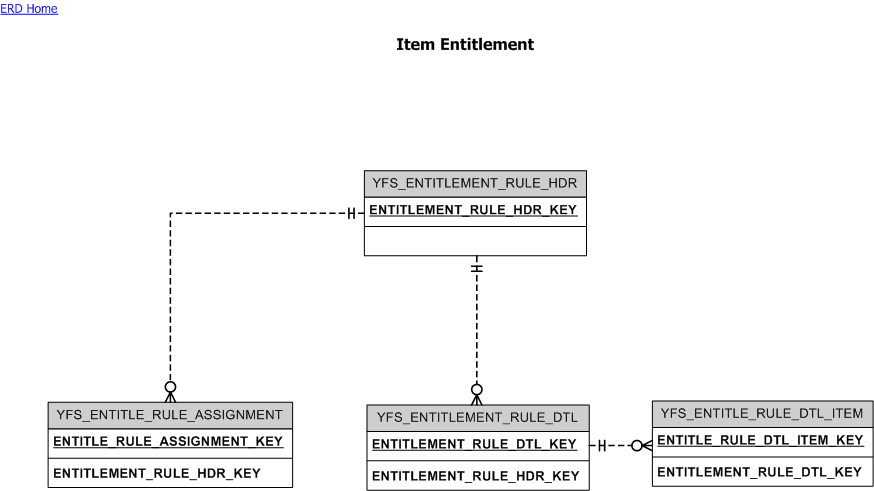 ERD Home
Item Entitlement
YFS_ENTITLEMENT_RULE_HDR
ENTITLEMENT_RULE_HDR_KEY
YFS_ENTITLE_RULE_ASSIGNMENT
ENTITLE_RULE_ASSIGNMENT_KEY
ENTITLEMENT_RULE_HDR_KEY
YFS_ENTITLEMENT_RULE_DTL
ENTITLEMENT_RULE_DTL_KEY
ENTITLEMENT_RULE_HDR_KEY
YFS_ENTITLE_RULE_DTL_ITEM
ENTITLE_RULE_DTL_ITEM_KEY
ENTITLEMENT_RULE_DTL_KEY